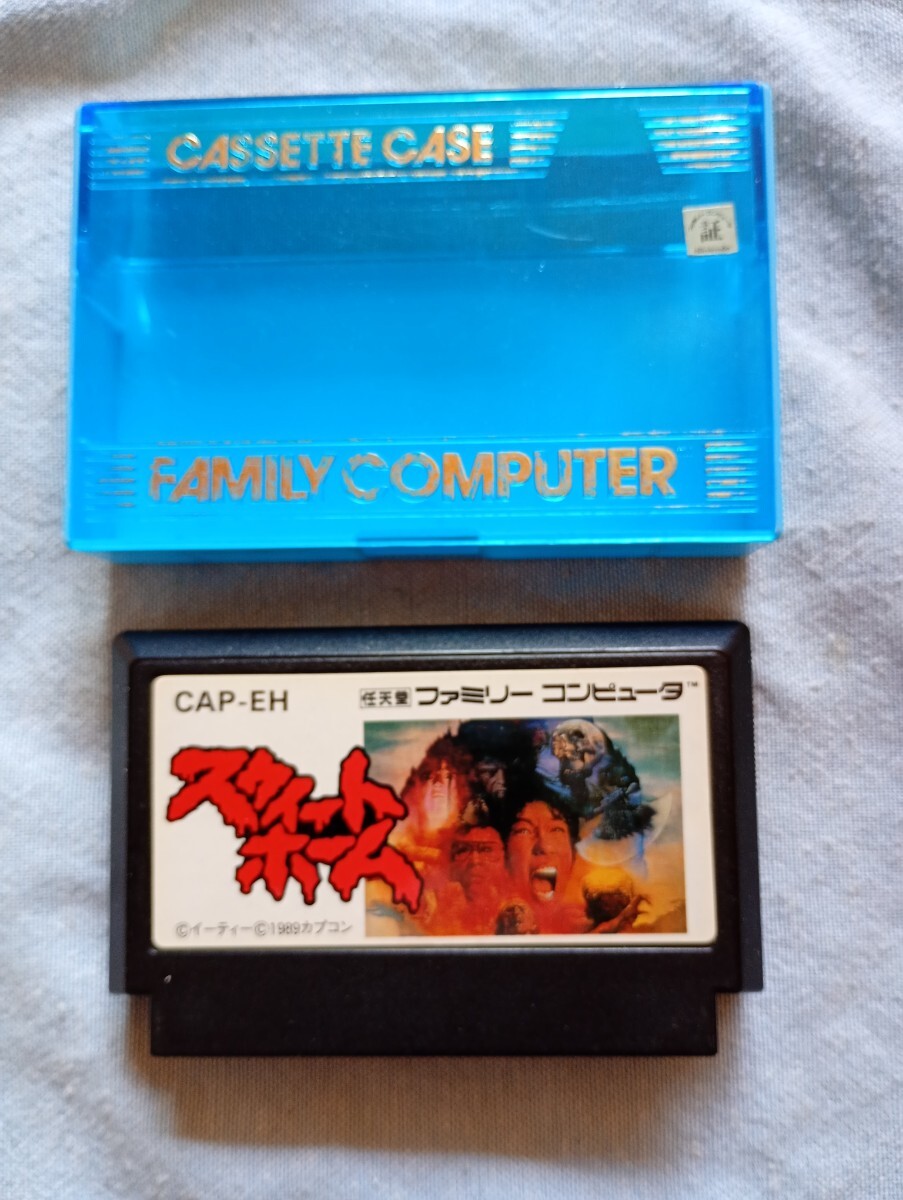 CASSETTE CASE
証
FAMILY COMPUTER
CAP-EH
任天堂 ファミリー コンピュータ™
スウィート
ホーム
©イーティー©1989カプコン